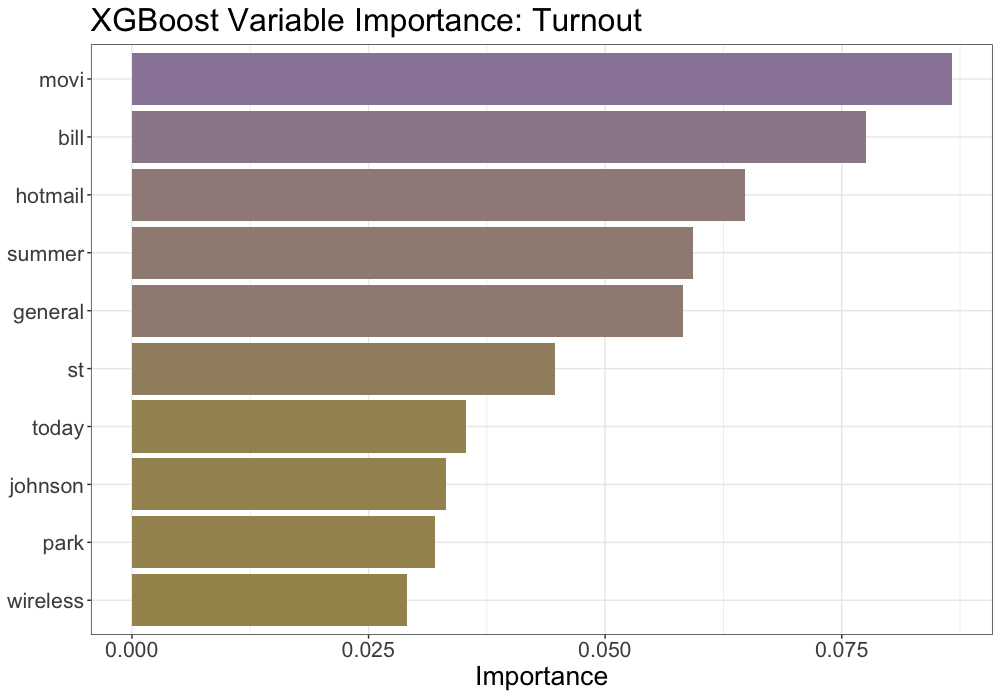 XGBoost Variable Importance: Turnout
movi
bill
hotmail
summer
general
st
today
johnson
park
wireless
0.000 0.025 0.050 0.075
Importance